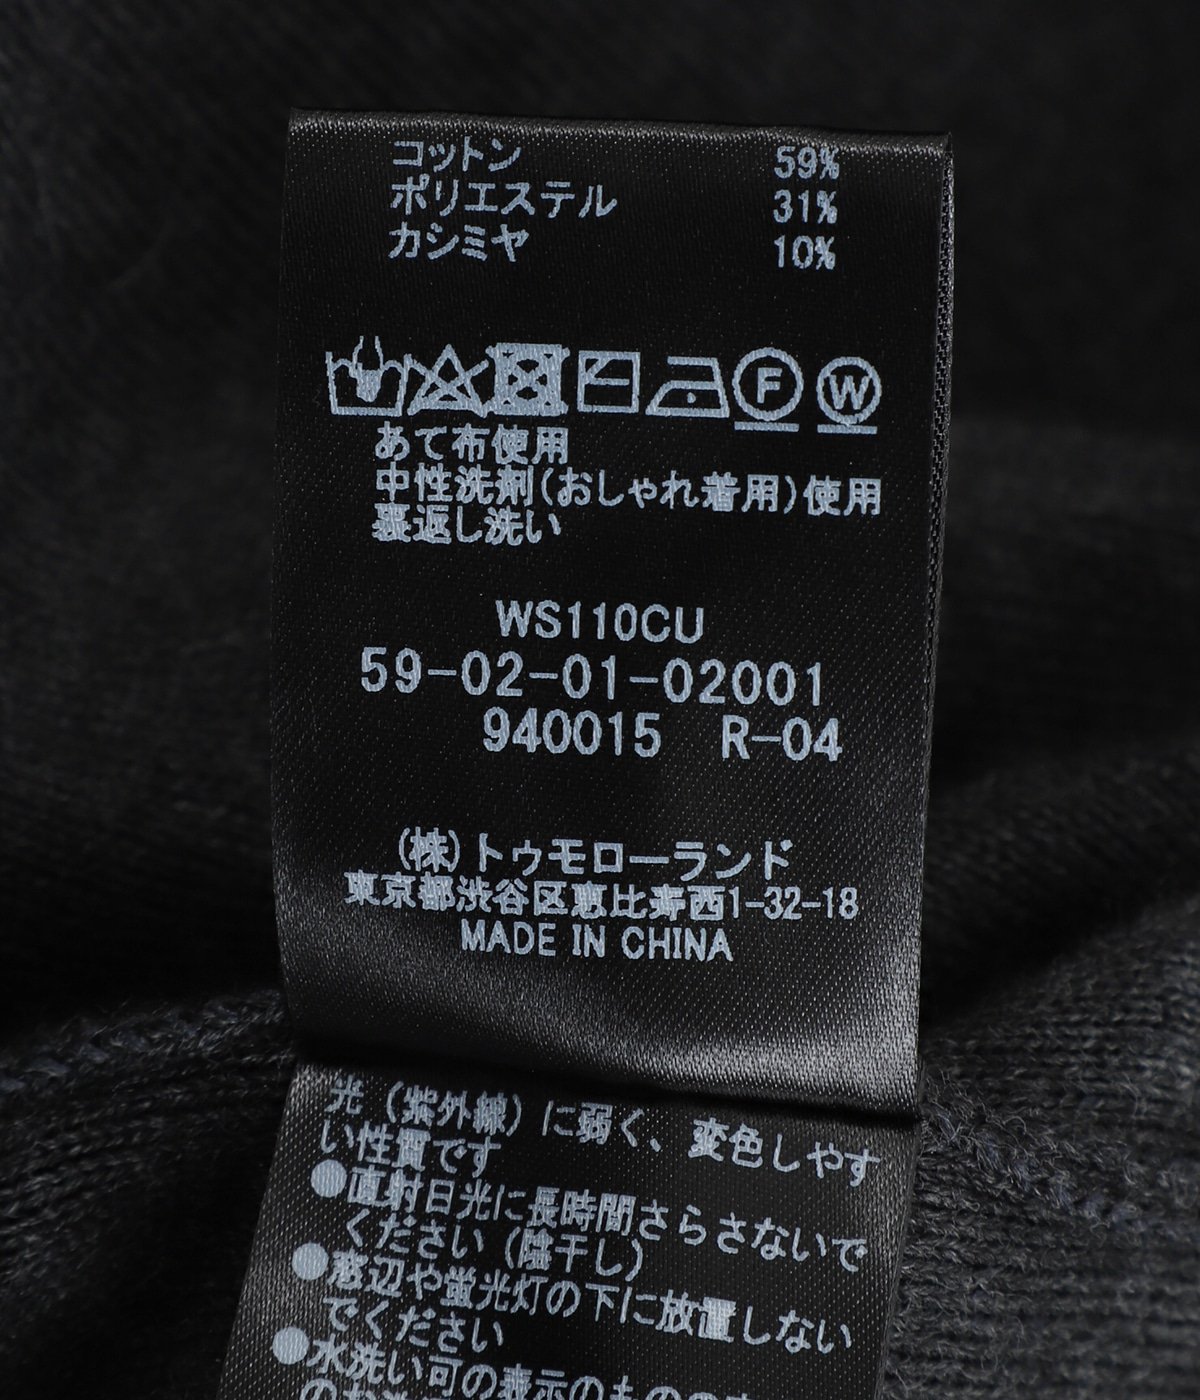 コットン 59%
ポリエステル 31%
カシミヤ 10%
F W
あて布使用
中性洗剤(おしゃれ着用)使用
裏返し洗い
WS110CU
59-02-01-02001
940015 R-04
(株)トゥモローランド
東京都渋谷区恵比寿西1-32-18
MADE IN CHINA
光(紫外線)に弱く、変色しやす
い性質です
●直射日光に長時間さらさないで
ください(陰干し)
●窓辺や蛍光灯の下に放置しない
でください
●水洗い可の表示のものの